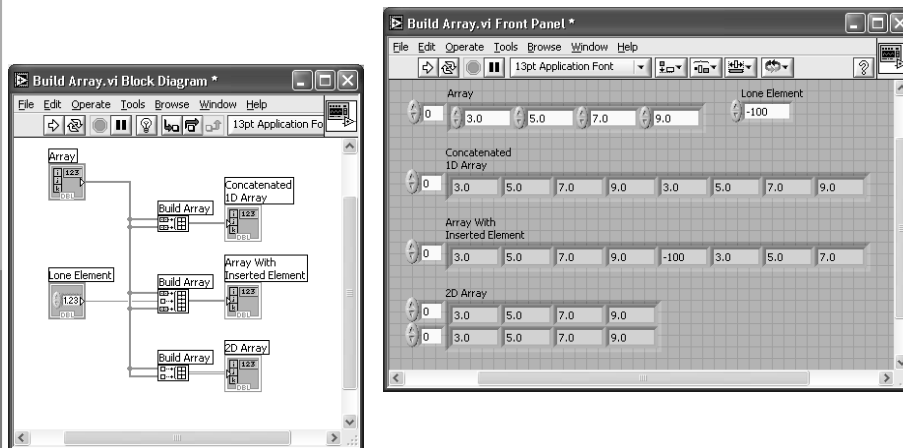 Build Array.vi Block Diagram *
File Edit Operate Tools Browse Window Help
13pt Application Fo
Array
123
DBL
Build Array
Concatenated
1D Array
123
DBL
Lone Element
1.23
DBL
Build Array
Array With
Inserted Element
123
DBL
Build Array
2D Array
123
DBL
Build Array.vi Front Panel *
File Edit Operate Tools Browse Window Help
13pt Application Font
?
Array
0 3.0 5.0 7.0 9.0
Lone Element
-100
Concatenated
1D Array
0 3.0 5.0 7.0 9.0 3.0 5.0 7.0 9.0
Array With
Inserted Element
0 3.0 5.0 7.0 9.0 -100 3.0 5.0 7.0
2D Array
0 3.0 5.0 7.0 9.0
0 3.0 5.0 7.0 9.0